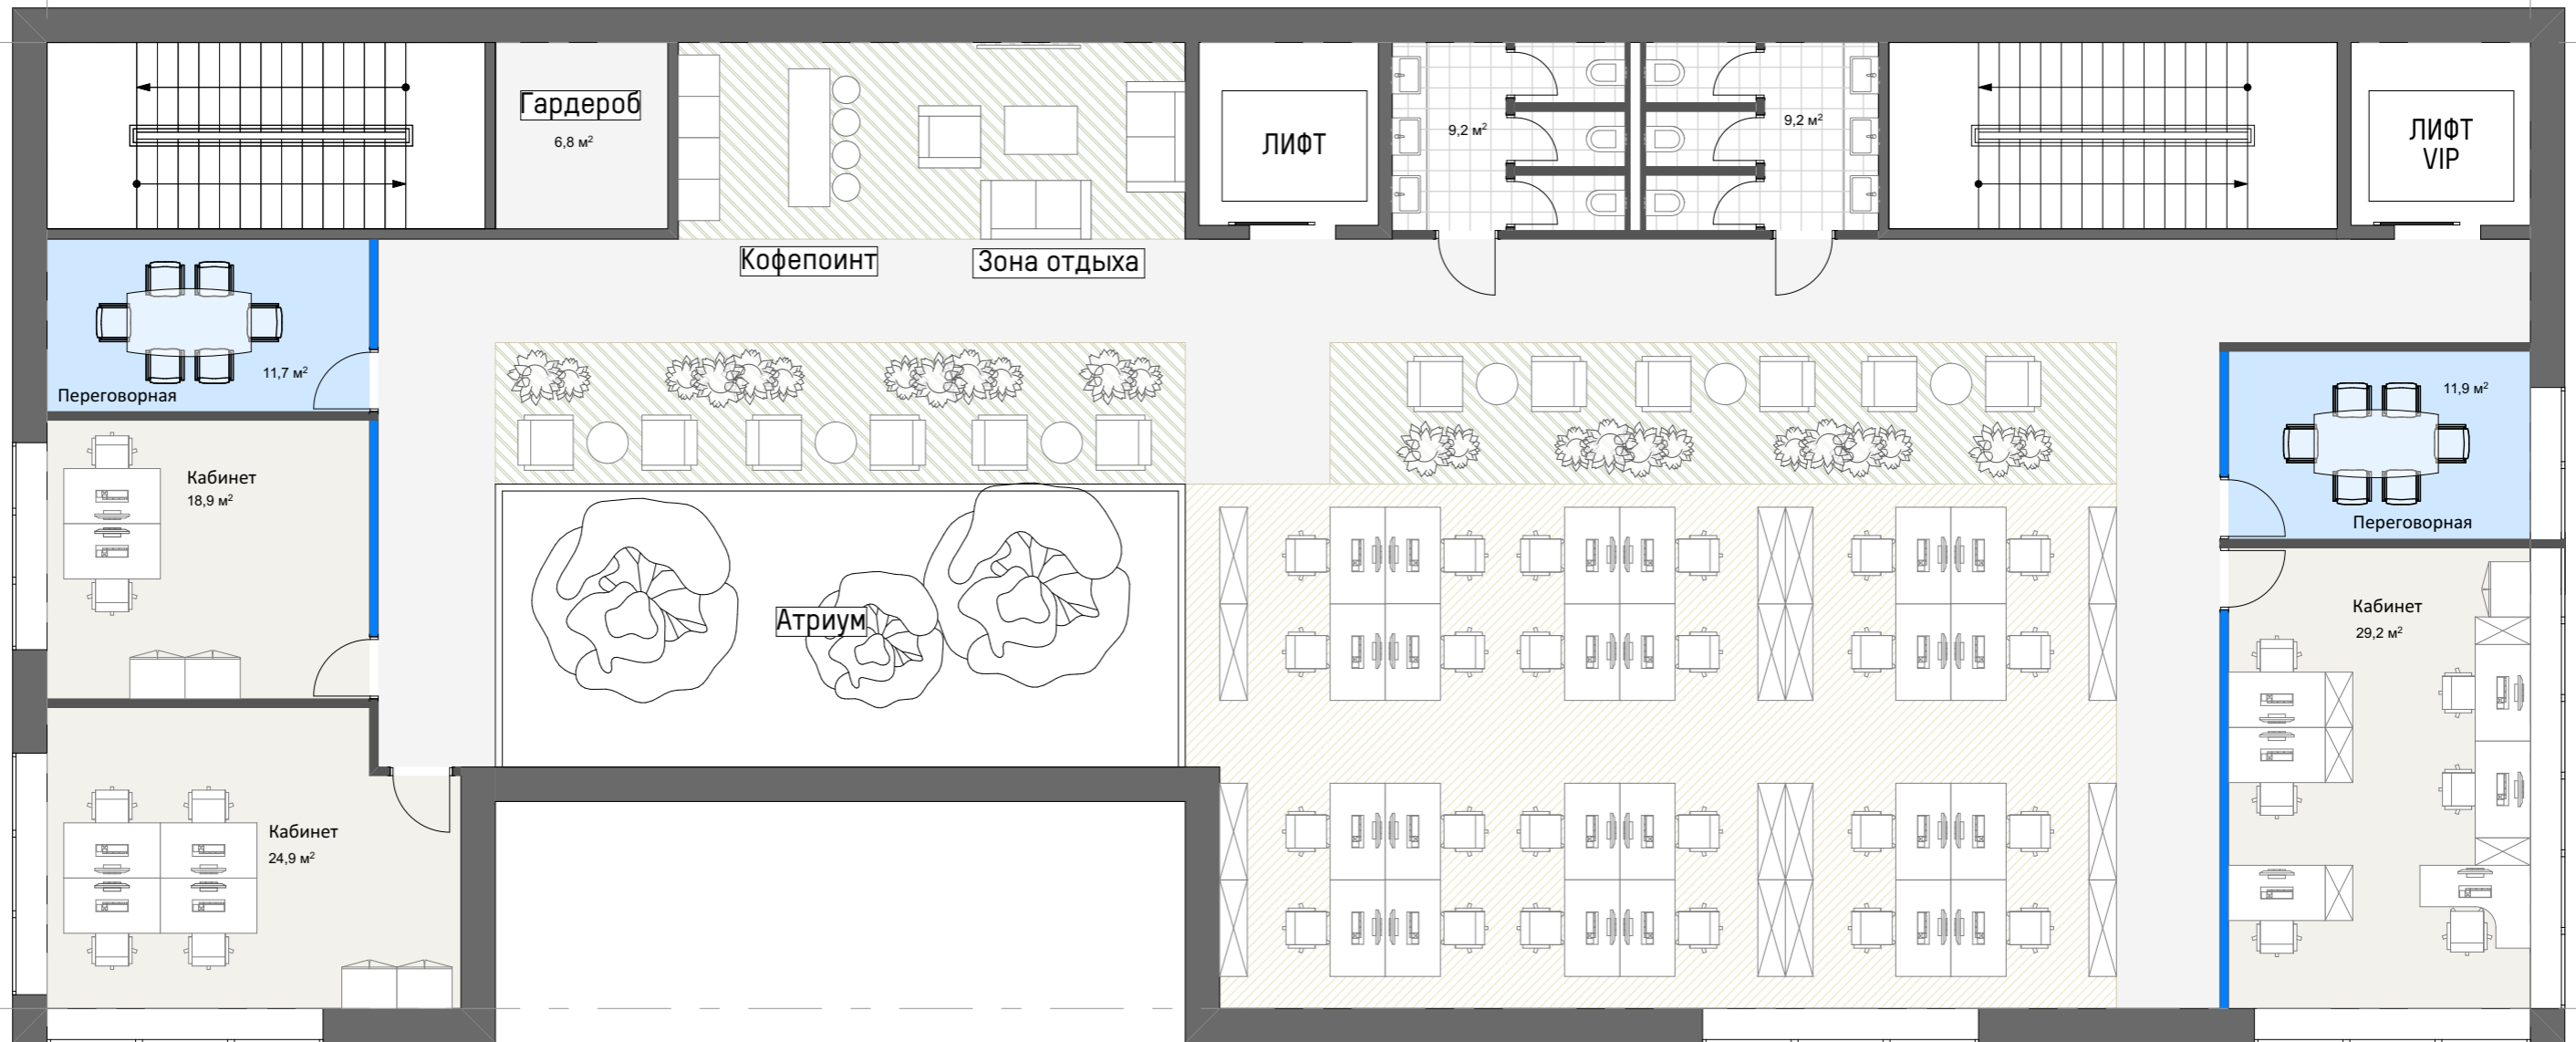 Гардероб
6,8 м²
Кофепоинт
Зона отдыха
ЛИФТ
9,2 м²
9,2 м²
ЛИФТ
VIP
11,7 м²
Переговорная
Кабинет
18,9 м²
Атриум
Кабинет
24,9 м²
11,9 м²
Переговорная
Кабинет
29,2 м²